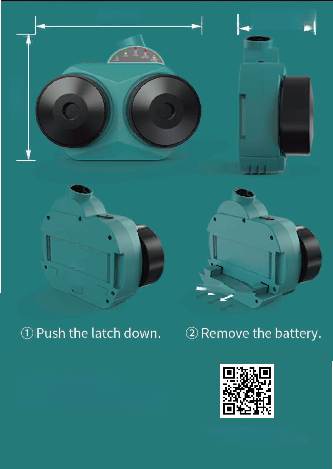 ① Push the latch down.
② Remove the battery.